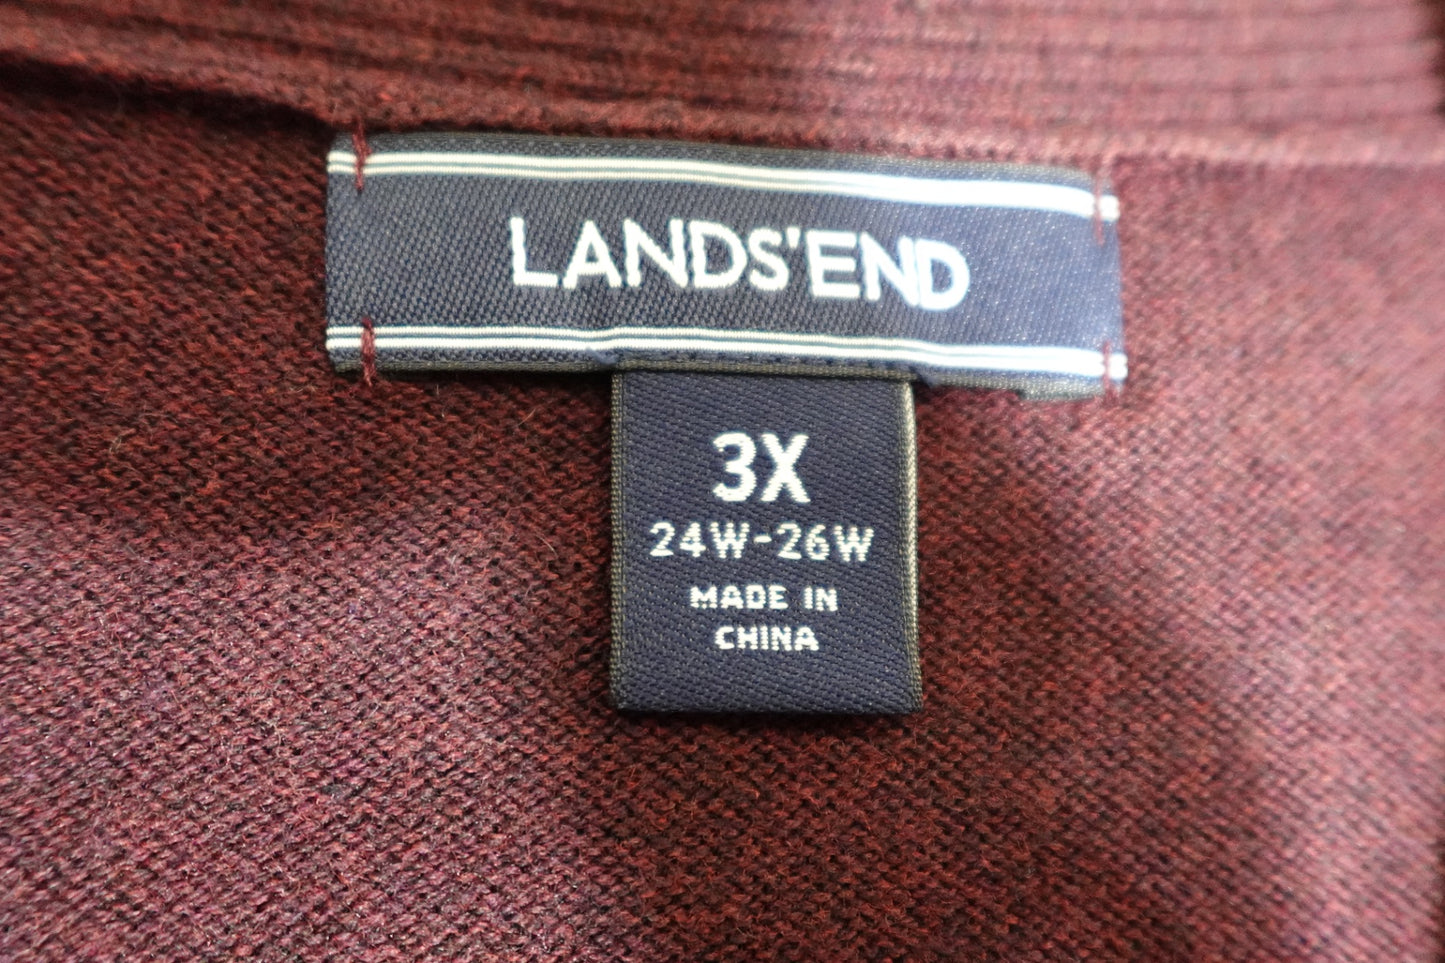 LANDS'END
3X
24W-26W
MADE IN
CHINA